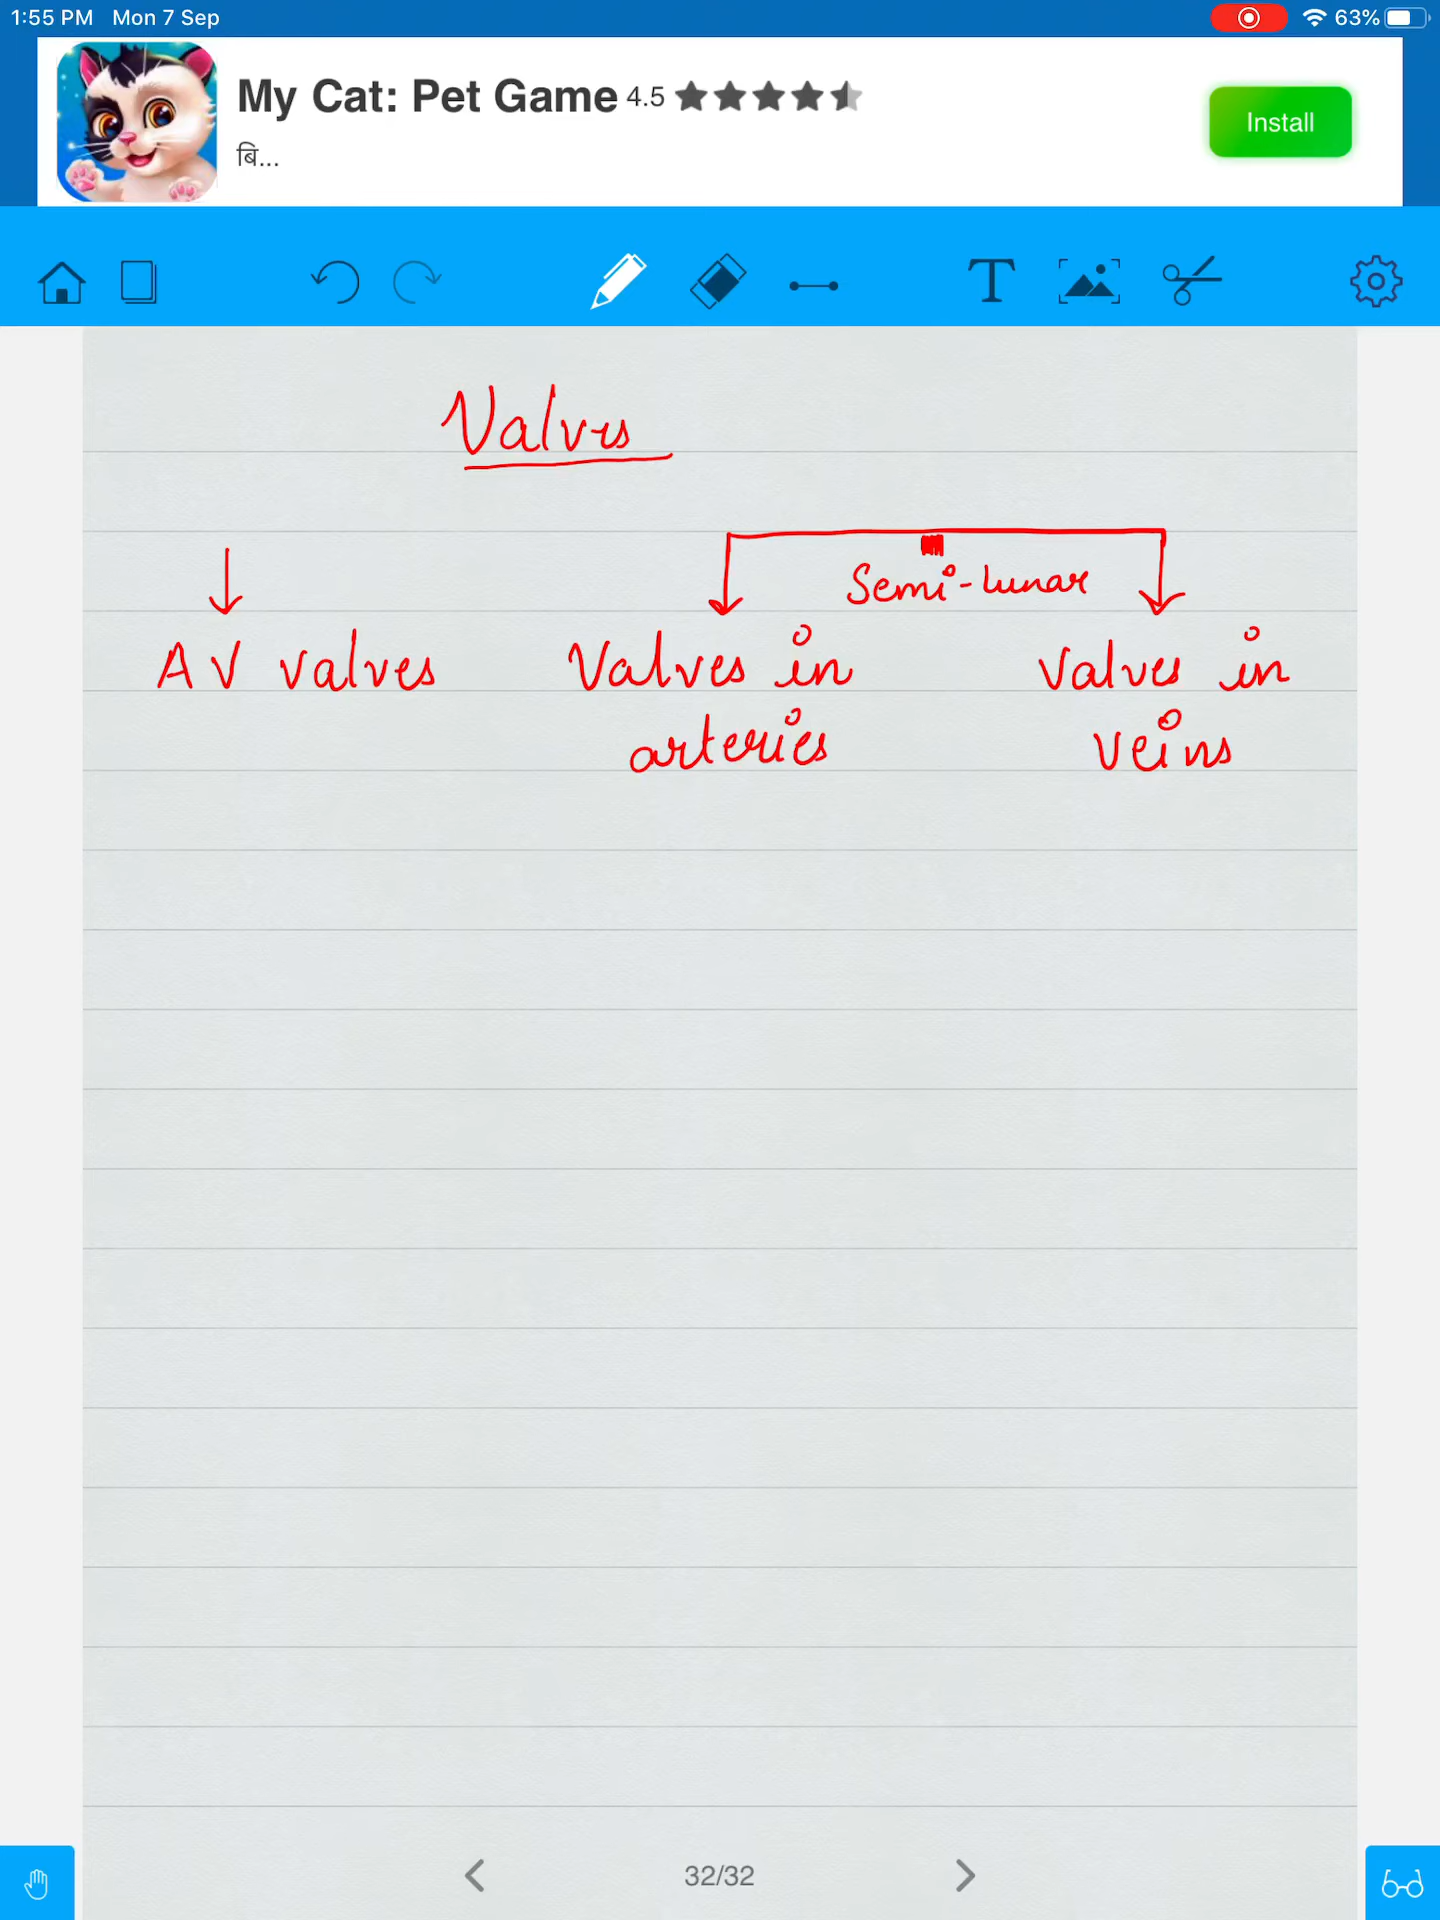 1:55 PM Mon 7 Sep 63%
My Cat: Pet Game 4.5
बि...
Install
T
Valves
Semi-lunar
AV valves Valves in Valves in
arteries veins
32/32